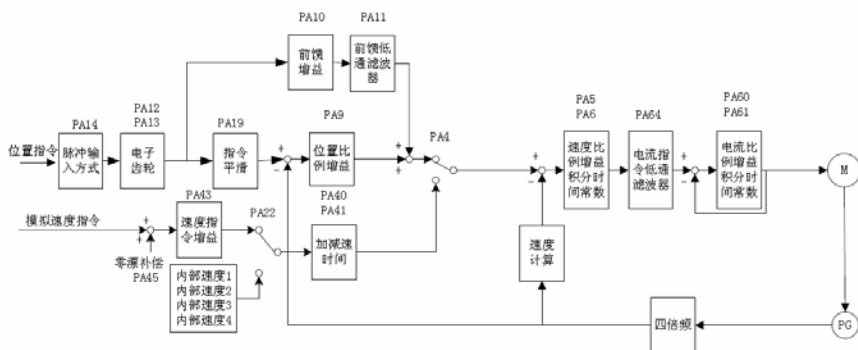 PA10
PA11
前馈
增益
前馈低
通滤波
器
PA12
PA13
PA14
PA19
PA9
PA4
PA5
PA6
PA64
PA60
PA61
位置指令
脉冲输
入方式
电子
齿轮
指令
平滑
+
-
位置比
例增益
+
+
+
-
速度比
例增益
积分时
间常数
电流指
令低通
滤波器
+
-
电流比
例增益
积分时
间常数
M
PA43
PA22
PA40
PA41
模拟速度指令
+
+
速度指
令增益
加减速
时间
速度
计算
零源补偿
PA45
内部速度1
内部速度2
内部速度3
内部速度4
四倍频
PG